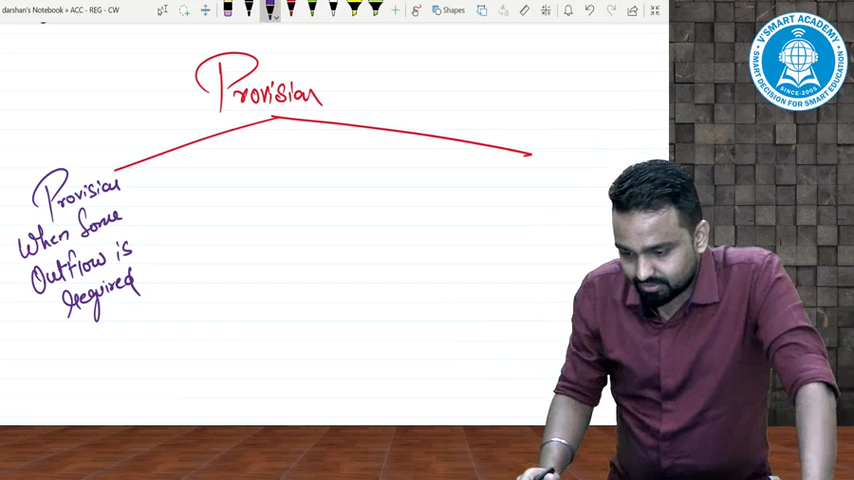 darshan's Notebook » ACC - REG - CW
Shapes
Provision
Provision
When Some
Outflow is
Required
V'SMART ACADEMY
SMART DECISION FOR SMART EDUCATION
SINCE-2005